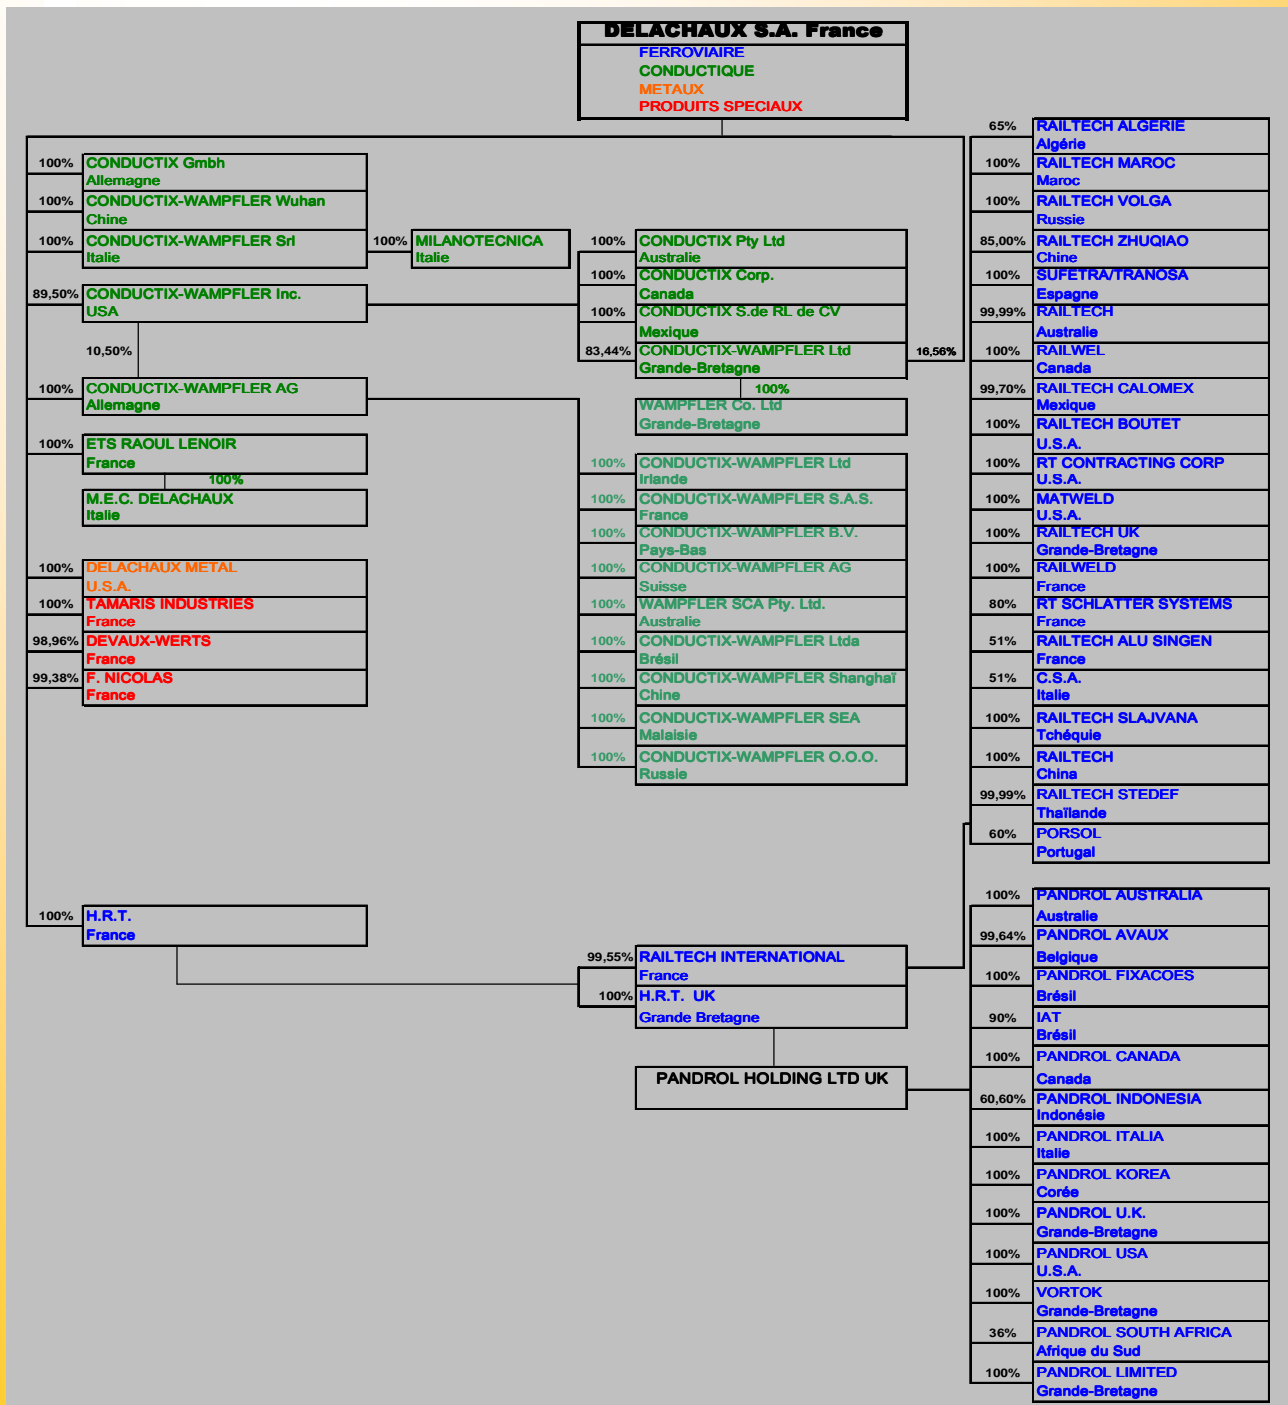 DELACHAUX S.A. France
FERROVIAIRE
CONDUCTIQUE
METAUX
PRODUITS SPECIAUX
100% CONDUCTIX Gmbh
Allemagne
100% CONDUCTIX-WAMPFLER Wuhan
Chine
100% CONDUCTIX-WAMPFLER Srl
Italie
100% MILANOTECNICA
Italie
89,50% CONDUCTIX-WAMPFLER Inc.
USA
10,50%
100% CONDUCTIX-WAMPFLER AG
Allemagne
100% ETS RAOUL LENOIR
France
100%
M.E.C. DELACHAUX
Italie
100% DELACHAUX METAL
U.S.A.
100% TAMARIS INDUSTRIES
France
98,96% DEVAUX-WERTS
France
99,38% F. NICOLAS
France
100% H.R.T.
France
100% CONDUCTIX Pty Ltd
Australie
100% CONDUCTIX Corp.
Canada
100% CONDUCTIX S.de RL de CV
Mexique
83,44% CONDUCTIX-WAMPFLER Ltd 16,56%
Grande-Bretagne
100%
WAMPFLER Co. Ltd
Grande-Bretagne
100% CONDUCTIX-WAMPFLER Ltd
Irlande
100% CONDUCTIX-WAMPFLER S.A.S.
France
100% CONDUCTIX-WAMPFLER B.V.
Pays-Bas
100% CONDUCTIX-WAMPFLER AG
Suisse
100% WAMPFLER SCA Pty. Ltd.
Australie
100% CONDUCTIX-WAMPFLER Ltda
Brésil
100% CONDUCTIX-WAMPFLER Shanghaï
Chine
100% CONDUCTIX-WAMPFLER SEA
Malaisie
100% CONDUCTIX-WAMPFLER O.O.O.
Russie
99,55% RAILTECH INTERNATIONAL
France
100% H.R.T. UK
Grande Bretagne
PANDROL HOLDING LTD UK
65% RAILTECH ALGERIE
Algérie
100% RAILTECH MAROC
Maroc
100% RAILTECH VOLGA
Russie
85,00% RAILTECH ZHUQIAO
Chine
100% SUFETRA/TRANOSA
Espagne
99,99% RAILTECH
Australie
100% RAILWEL
Canada
99,70% RAILTECH CALOMEX
Mexique
100% RAILTECH BOUTET
U.S.A.
100% RT CONTRACTING CORP
U.S.A.
100% MATWELD
U.S.A.
100% RAILTECH UK
Grande-Bretagne
100% RAILWELD
France
80% RT SCHLATTER SYSTEMS
France
51% RAILTECH ALU SINGEN
France
51% C.S.A.
Italie
100% RAILTECH SLAJVANA
Tchéquie
100% RAILTECH
China
99,99% RAILTECH STEDEF
Thaïlande
60% PORSOL
Portugal
100% PANDROL AUSTRALIA
Australie
99,64% PANDROL AVAUX
Belgique
100% PANDROL FIXACOES
Brésil
90% IAT
Brésil
100% PANDROL CANADA
Canada
60,60% PANDROL INDONESIA
Indonésie
100% PANDROL ITALIA
Italie
100% PANDROL KOREA
Corée
100% PANDROL U.K.
Grande-Bretagne
100% PANDROL USA
U.S.A.
100% VORTOK
Grande-Bretagne
36% PANDROL SOUTH AFRICA
Afrique du Sud
100% PANDROL LIMITED
Grande-Bretagne